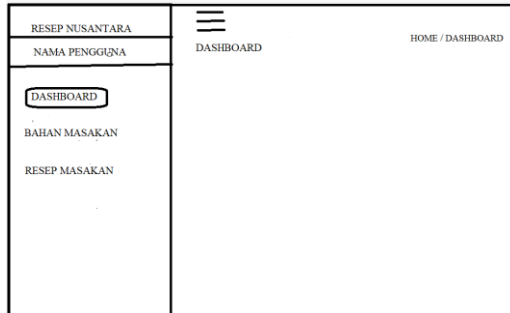 RESEP NUSANTARA
NAMA PENGGUNA
DASHBOARD
BAHAN MASAKAN
RESEP MASAKAN
DASHBOARD
HOME / DASHBOARD